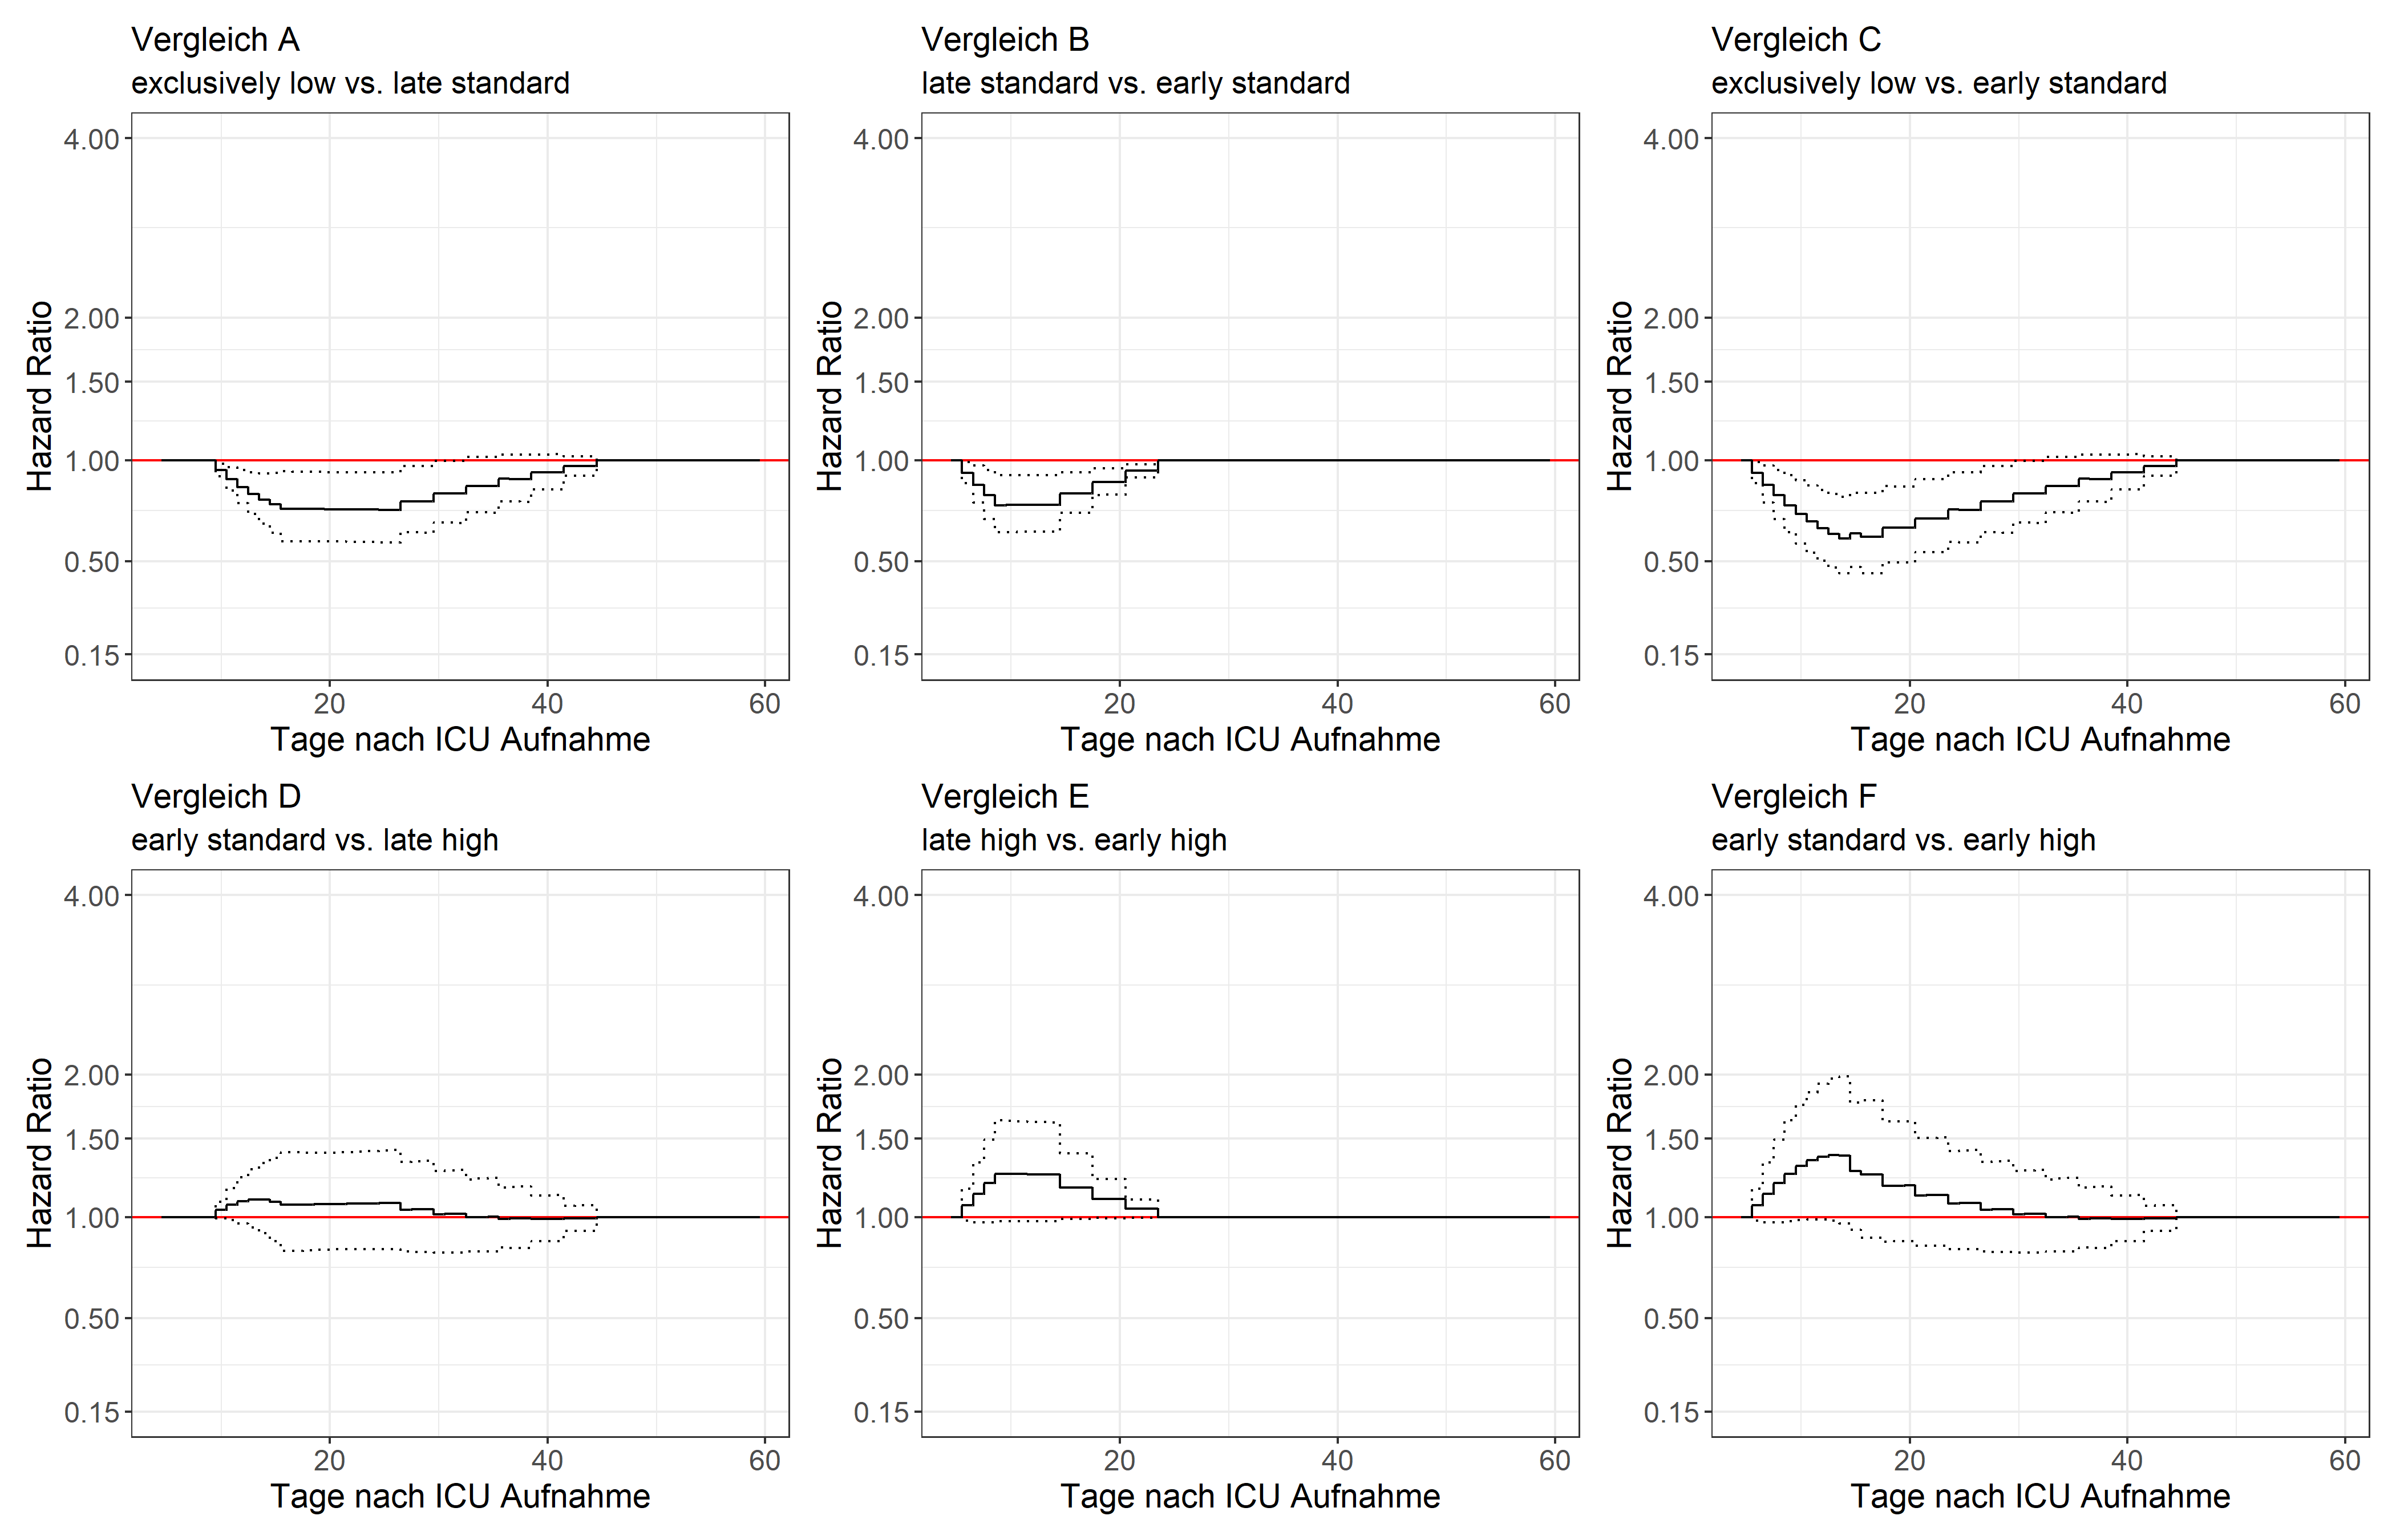 Vergleich A
exclusively low vs. late standard
Hazard Ratio
4.00
2.00
1.50
1.00
0.50
0.15
20 40 60
Tage nach ICU Aufnahme
Vergleich B
late standard vs. early standard
Hazard Ratio
4.00
2.00
1.50
1.00
0.50
0.15
20 40 60
Tage nach ICU Aufnahme
Vergleich C
exclusively low vs. early standard
Hazard Ratio
4.00
2.00
1.50
1.00
0.50
0.15
20 40 60
Tage nach ICU Aufnahme
Vergleich D
early standard vs. late high
Hazard Ratio
4.00
2.00
1.50
1.00
0.50
0.15
20 40 60
Tage nach ICU Aufnahme
Vergleich E
late high vs. early high
Hazard Ratio
4.00
2.00
1.50
1.00
0.50
0.15
20 40 60
Tage nach ICU Aufnahme
Vergleich F
early standard vs. early high
Hazard Ratio
4.00
2.00
1.50
1.00
0.50
0.15
20 40 60
Tage nach ICU Aufnahme